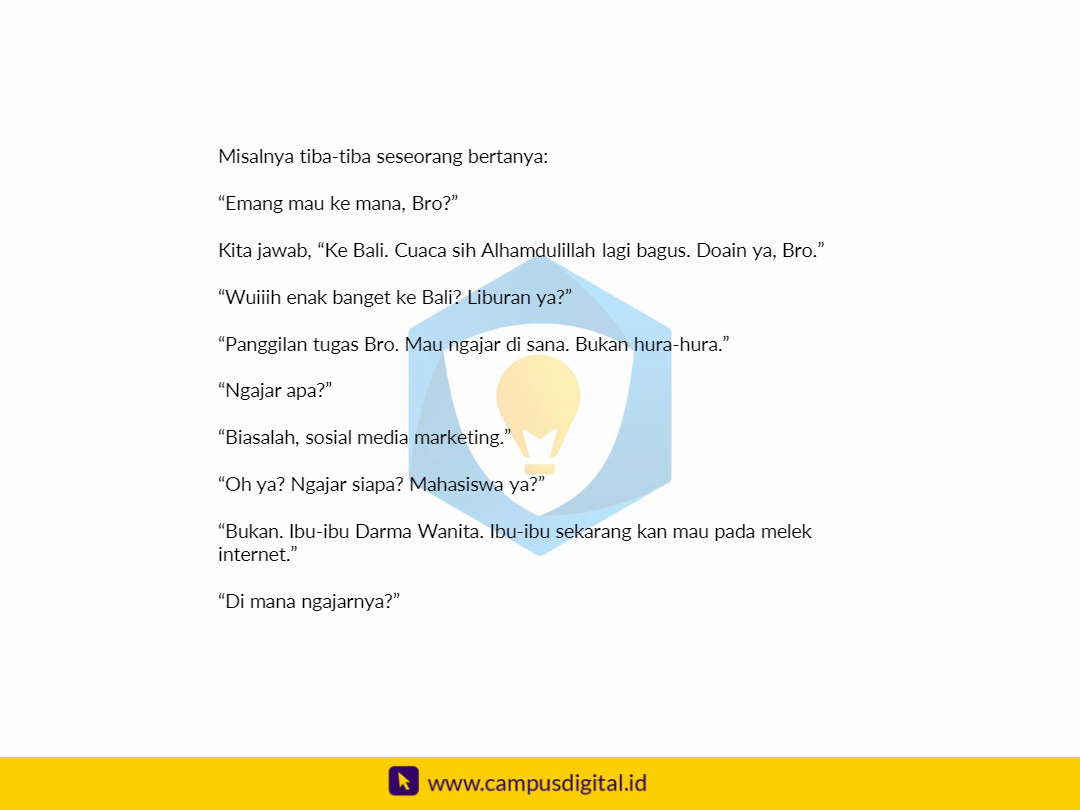 Misalnya tiba-tiba seseorang bertanya:
“Emang mau ke mana, Bro?”
Kita jawab, “Ke Bali. Cuaca sih Alhamdulillah lagi bagus. Doain ya, Bro.”
“Wuiiih enak banget ke Bali? Liburan ya?”
“Panggilan tugas Bro. Mau ngajar di sana. Bukan hura-hura.”
“Ngajar apa?”
“Biasalah, sosial media marketing.”
“Oh ya? Ngajar siapa? Mahasiswa ya?”
“Bukan. Ibu-ibu Darma Wanita. Ibu-ibu sekarang kan mau pada melek
internet.”
“Di mana ngajarnya?”
www.campusdigital.id